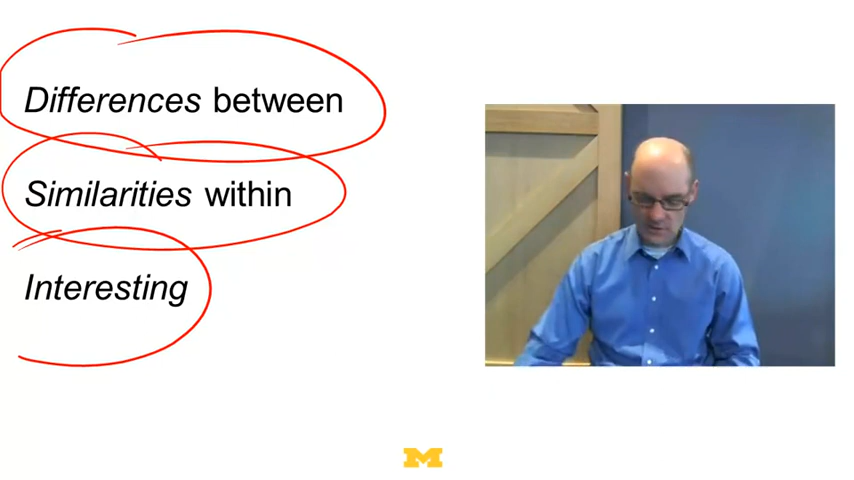 Differences between
Similarities within
Interesting
M